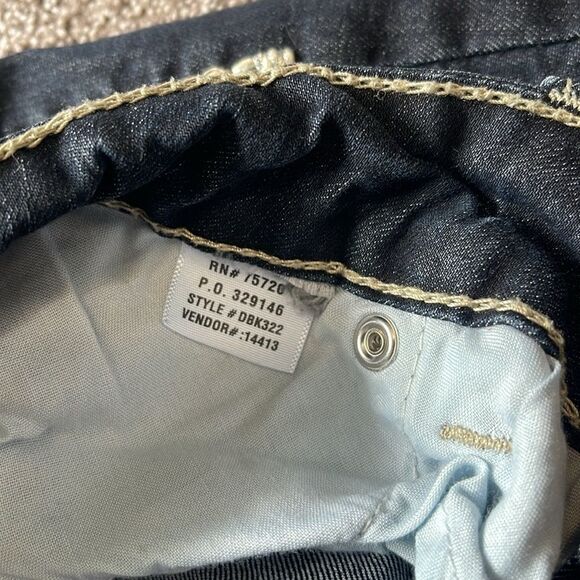 RN# 75720
P.O. 329146
STYLE # DBK322
VENDOR#:14413